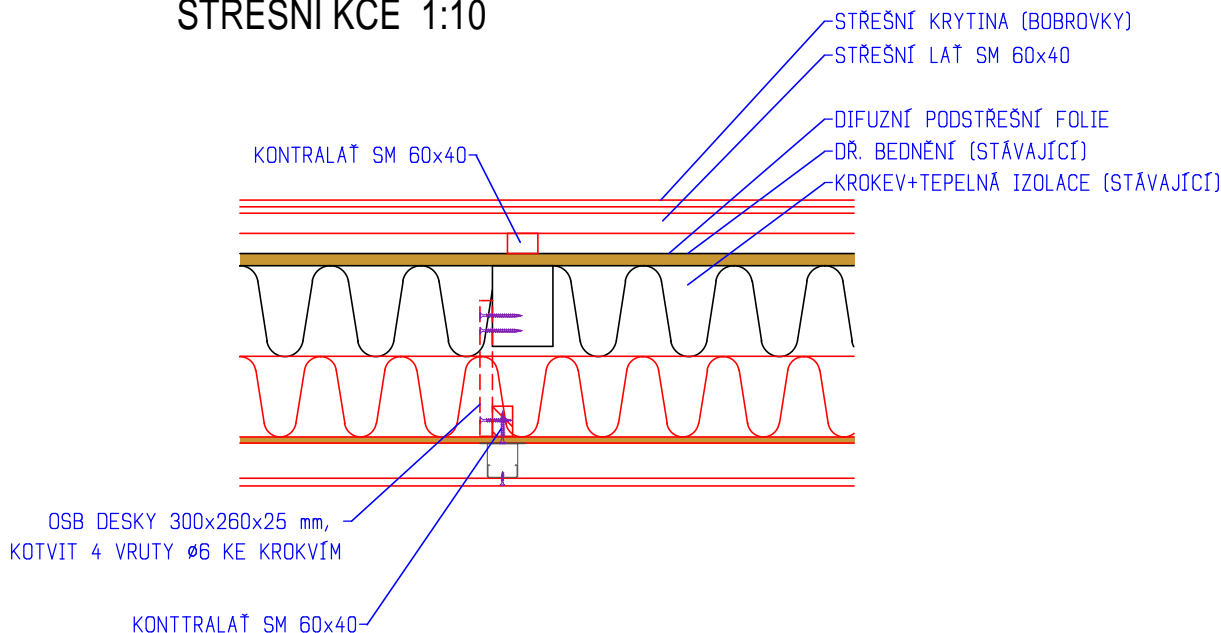 STŘEŠNÍ KCE 1:10
STŘEŠNÍ KRYTINA (BOBROVKY)
STŘEŠNÍ LAŤ SM 60x40
DIFUZNÍ PODSTŘEŠNÍ FOLIE
KONTRALAŤ SM 60x40
DŘ. BEDNĚNÍ (STÁVAJÍCÍ)
KROKEV+TEPELNÁ IZOLACE (STÁVAJÍCÍ)
OSB DESKY 300x260x25 mm,
KOTVIT 4 VRUTY ø6 KE KROKVÍM
KONTTRALAŤ SM 60x40